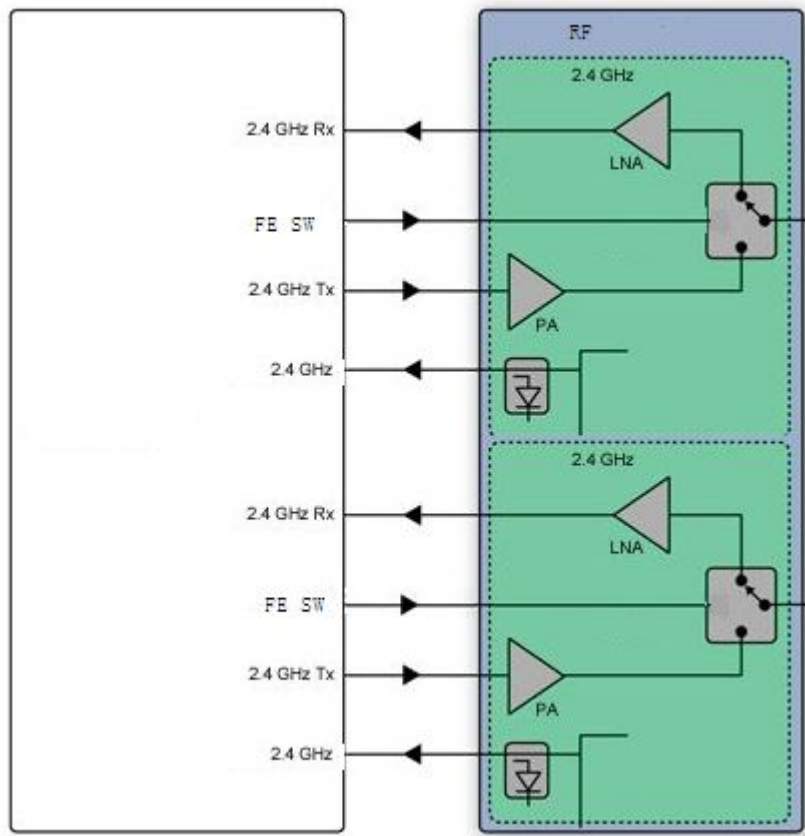 RF
2.4 GHz
2.4 GHz Rx
LNA
FE SW
2.4 GHz Tx
PA
2.4 GHz
2.4 GHz
2.4 GHz Rx
LNA
FE SW
2.4 GHz Tx
PA
2.4 GHz